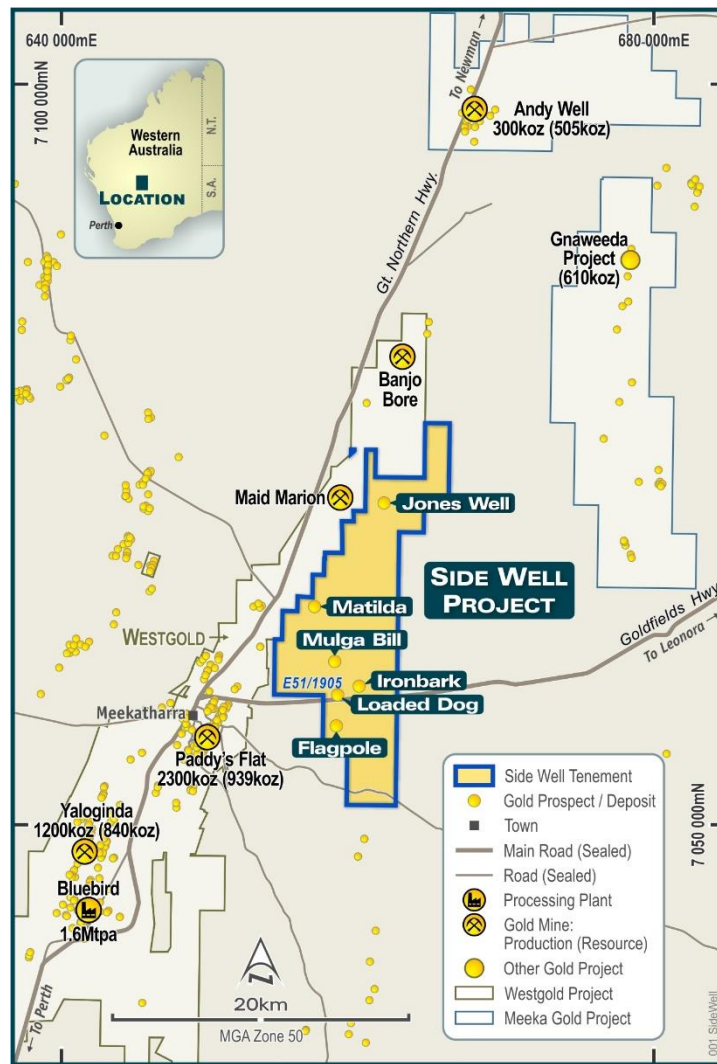 640 000mE
680 000mE
7 100 000mN
To Newman
Western
Australia
N.T.
S.A.
LOCATION
Perth
Andy Well
300koz (505koz)
Gt. Northern Hwy.
Gnaweeda
Project
(610koz)
Banjo
Bore
Maid Marion
Jones Well
SIDE WELL
PROJECT
Matilda
Goldfields Hwy
To Leonora
WESTGOLD
Mulga Bill
E51/1905
Ironbark
Loaded Dog
Meekatharra
Flagpole
Paddy's Flat
2300koz (939koz)
Yaloginda
1200koz (840koz)
7 050 000mN
Bluebird
1.6Mtpa
To Perth
N
20km
MGA Zone 50
Side Well Tenement
Gold Prospect / Deposit
Town
Main Road (Sealed)
Road (Sealed)
Processing Plant
Gold Mine:
Production (Resource)
Other Gold Project
Westgold Project
Meeka Gold Project
001 SideWell